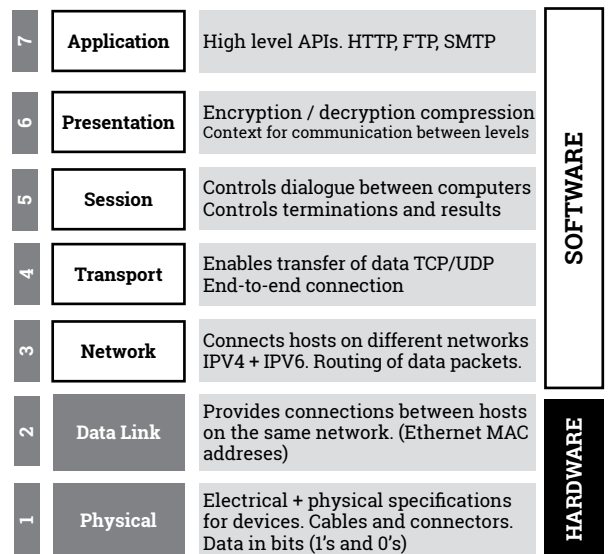 7
Application
High level APIs. HTTP, FTP, SMTP
6
Presentation
Encryption / decryption compression
Context for communication between levels
5
Session
Controls dialogue between computers
Controls terminations and results
4
Transport
Enables transfer of data TCP/UDP
End-to-end connection
3
Network
Connects hosts on different networks
IPV4 + IPV6. Routing of data packets.
SOFTWARE
2
Data Link
Provides connections between hosts
on the same network. (Ethernet MAC
addreses)
1
Physical
Electrical + physical specifications
for devices. Cables and connectors.
Data in bits (1's and 0's)
HARDWARE